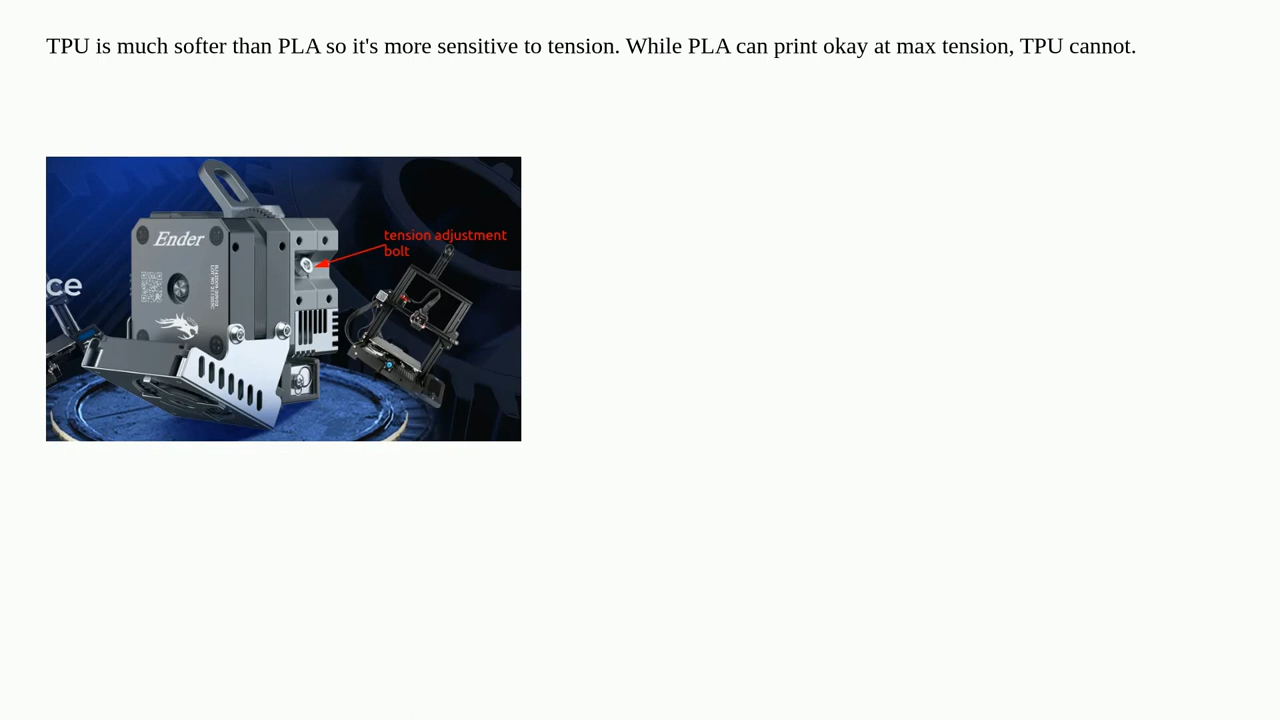 TPU is much softer than PLA so it's more sensitive to tension. While PLA can print okay at max tension, TPU cannot.
Ender
tension adjustment
bolt
ce